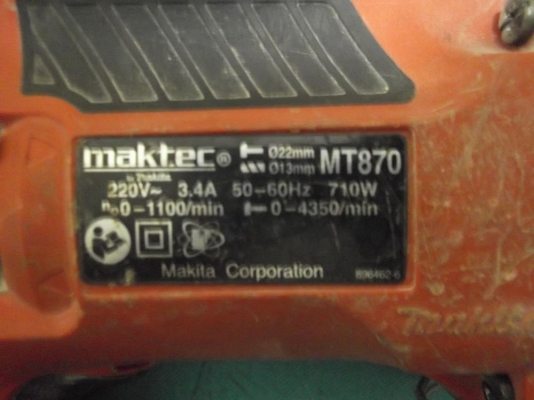 maktec®
by Makita
Ø22mm
Ø13mm
MT870
220V~ 3.4A 50-60Hz 710W
n₀0-1100/min 0-4350/min
Makita Corporation
896462-6
Makita